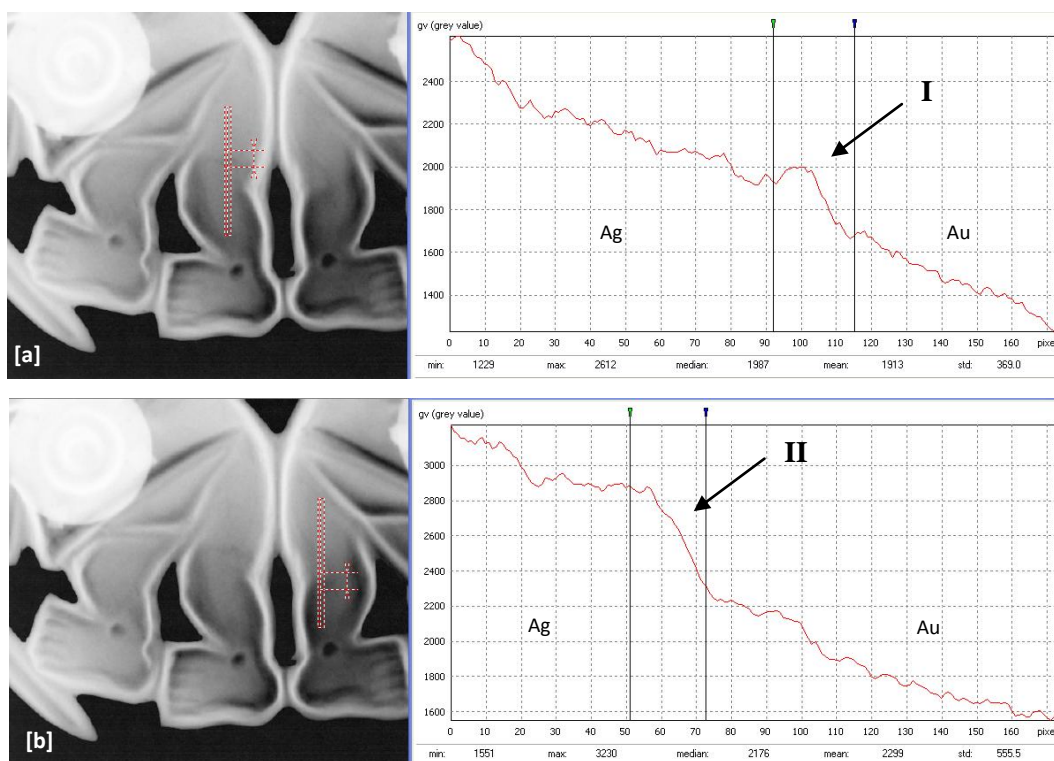 gv (grey value)
2400
2200
2000
1800
1600
1400
I
Ag
Au
0 10 20 30 40 50 60 70 80 90 100 110 120 130 140 150 160 pixe
min: 1229 max: 2612 median: 1987 mean: 1913 std: 369.0
[a]
gv (grey value)
3000
2800
2600
2400
2200
2000
1800
1600
II
Ag
Au
0 10 20 30 40 50 60 70 80 90 100 110 120 130 140 150 160 pixe
min: 1551 max: 3230 median: 2176 mean: 2299 std: 555.5
[b]